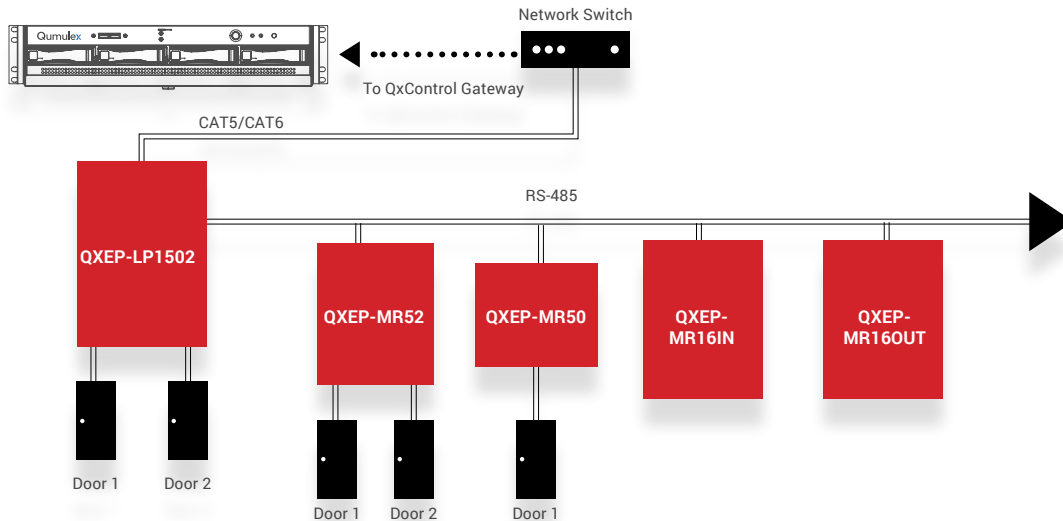 Network Switch
Qumulex
To QxControl Gateway
CAT5/CAT6
RS-485
QXEP-LP1502
QXEP-MR52
QXEP-MR50
QXEP-
MR16IN
QXEP-
MR16OUT
Door 1
Door 2
Door 1
Door 2
Door 1